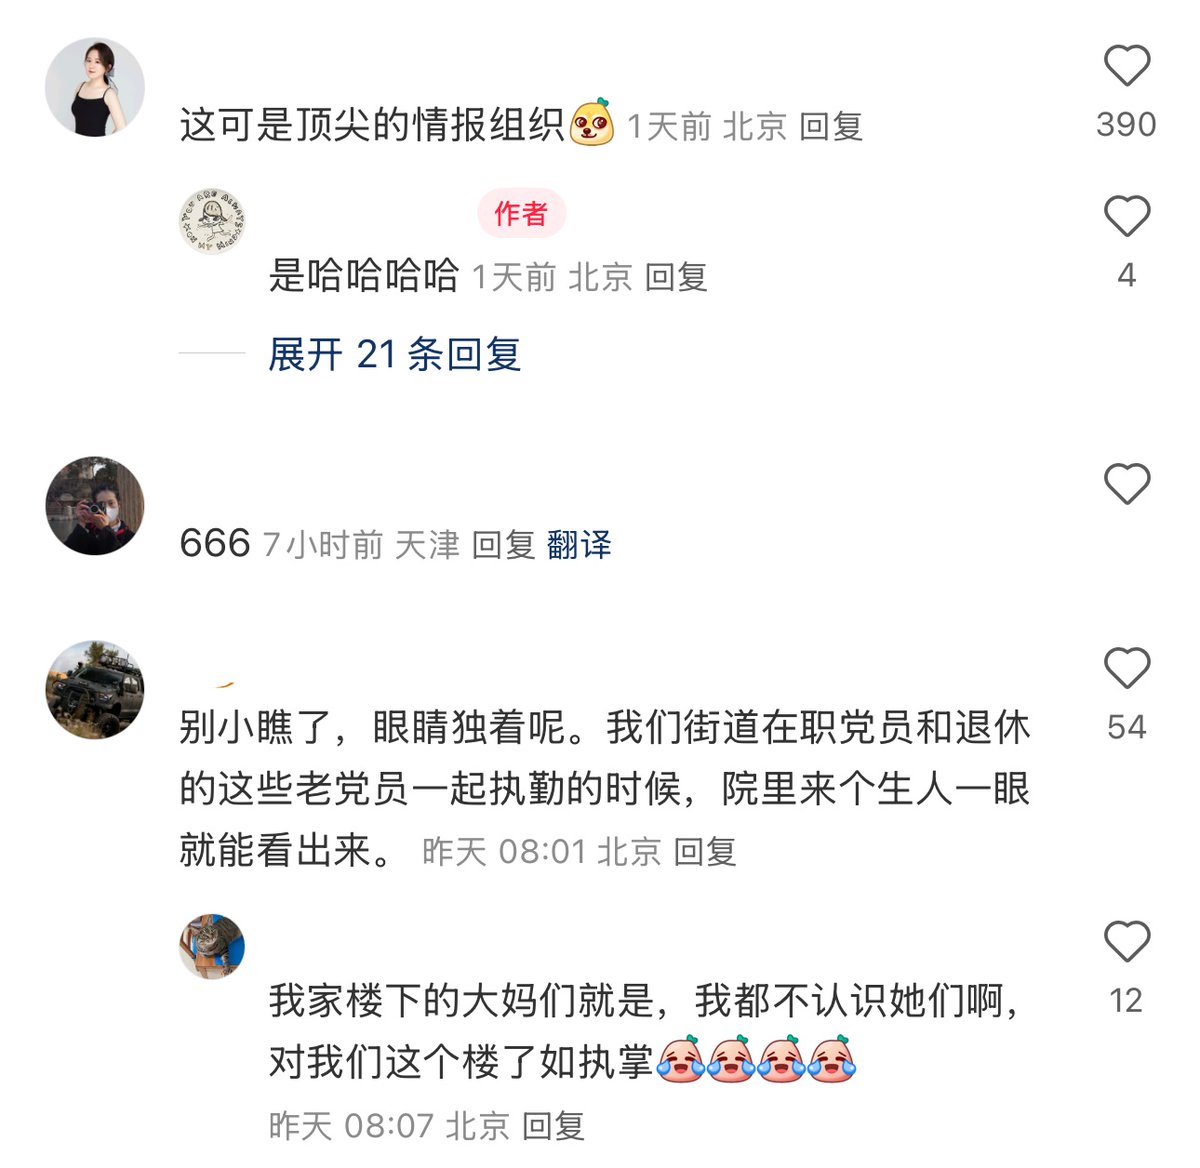 这可是顶尖的情报组织 1天前 北京 回复
390
作者
是哈哈哈哈 1天前 北京 回复
4
展开 21 条回复
666 7小时前 天津 回复 翻译
别小瞧了，眼睛独着呢。我们街道在职党员和退休
的这些老党员一起执勤的时候，院里来个生人一眼
就能看出来。 昨天 08:01 北京 回复
54
我家楼下的大妈们就是，我都不认识她们啊，
对我们这个楼了如执掌
昨天 08:07 北京 回复
12
YOU ARE ALWAYS ON MY MIND